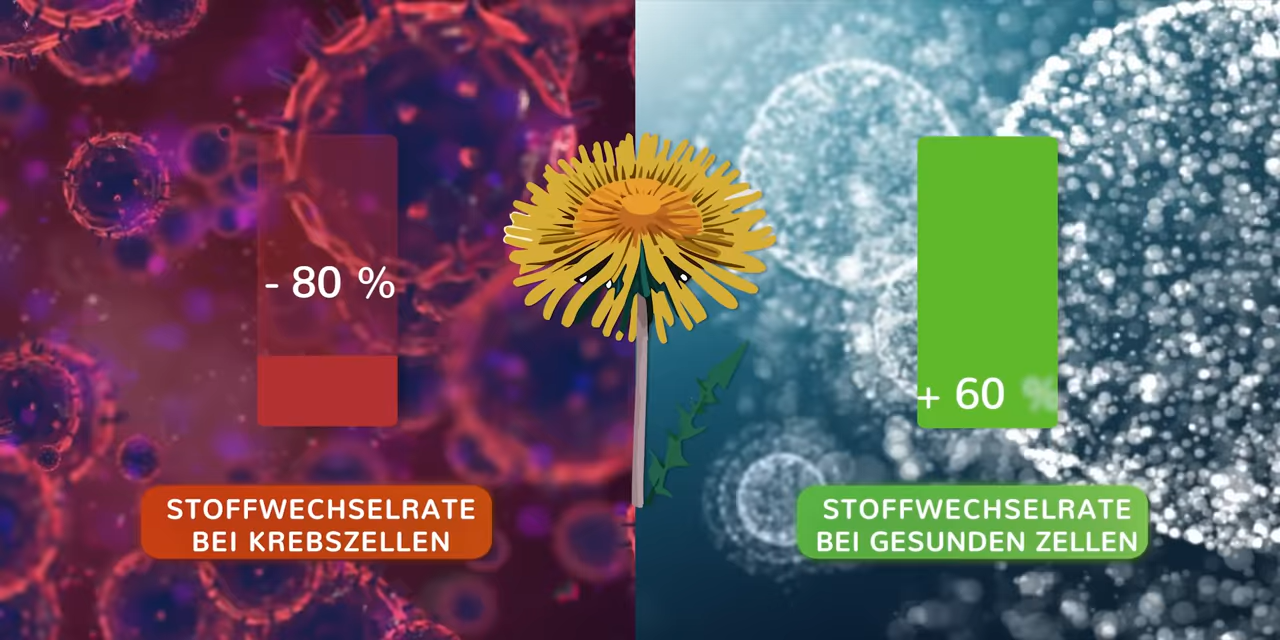 - 80 %
+ 60 %
STOFFWECHSELRATE
BEI KREBSZELLEN
STOFFWECHSELRATE
BEI GESUNDEN ZELLEN